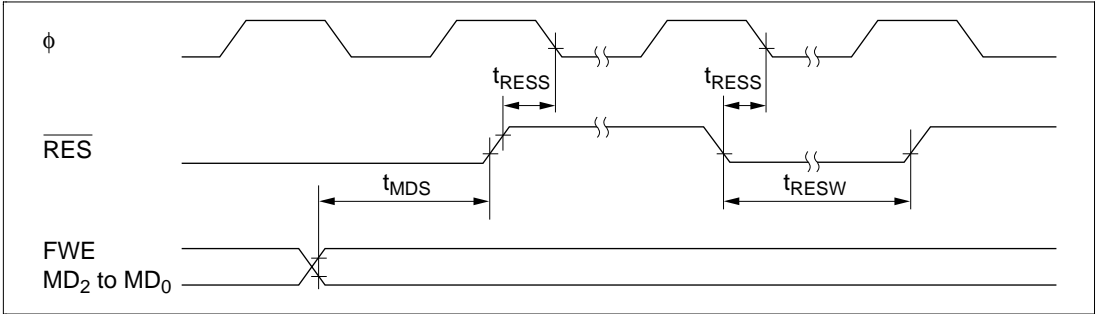 ϕ
tRESS tRESS
RES
tMDS tRESW
FWE
MD2 to MD0